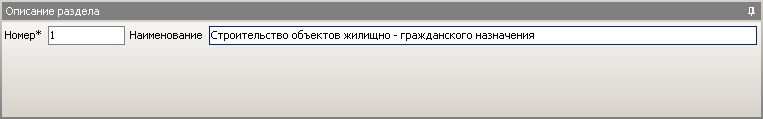 Описание раздела
Номер* 1 Наименование Строительство объектов жилищно - гражданского назначения